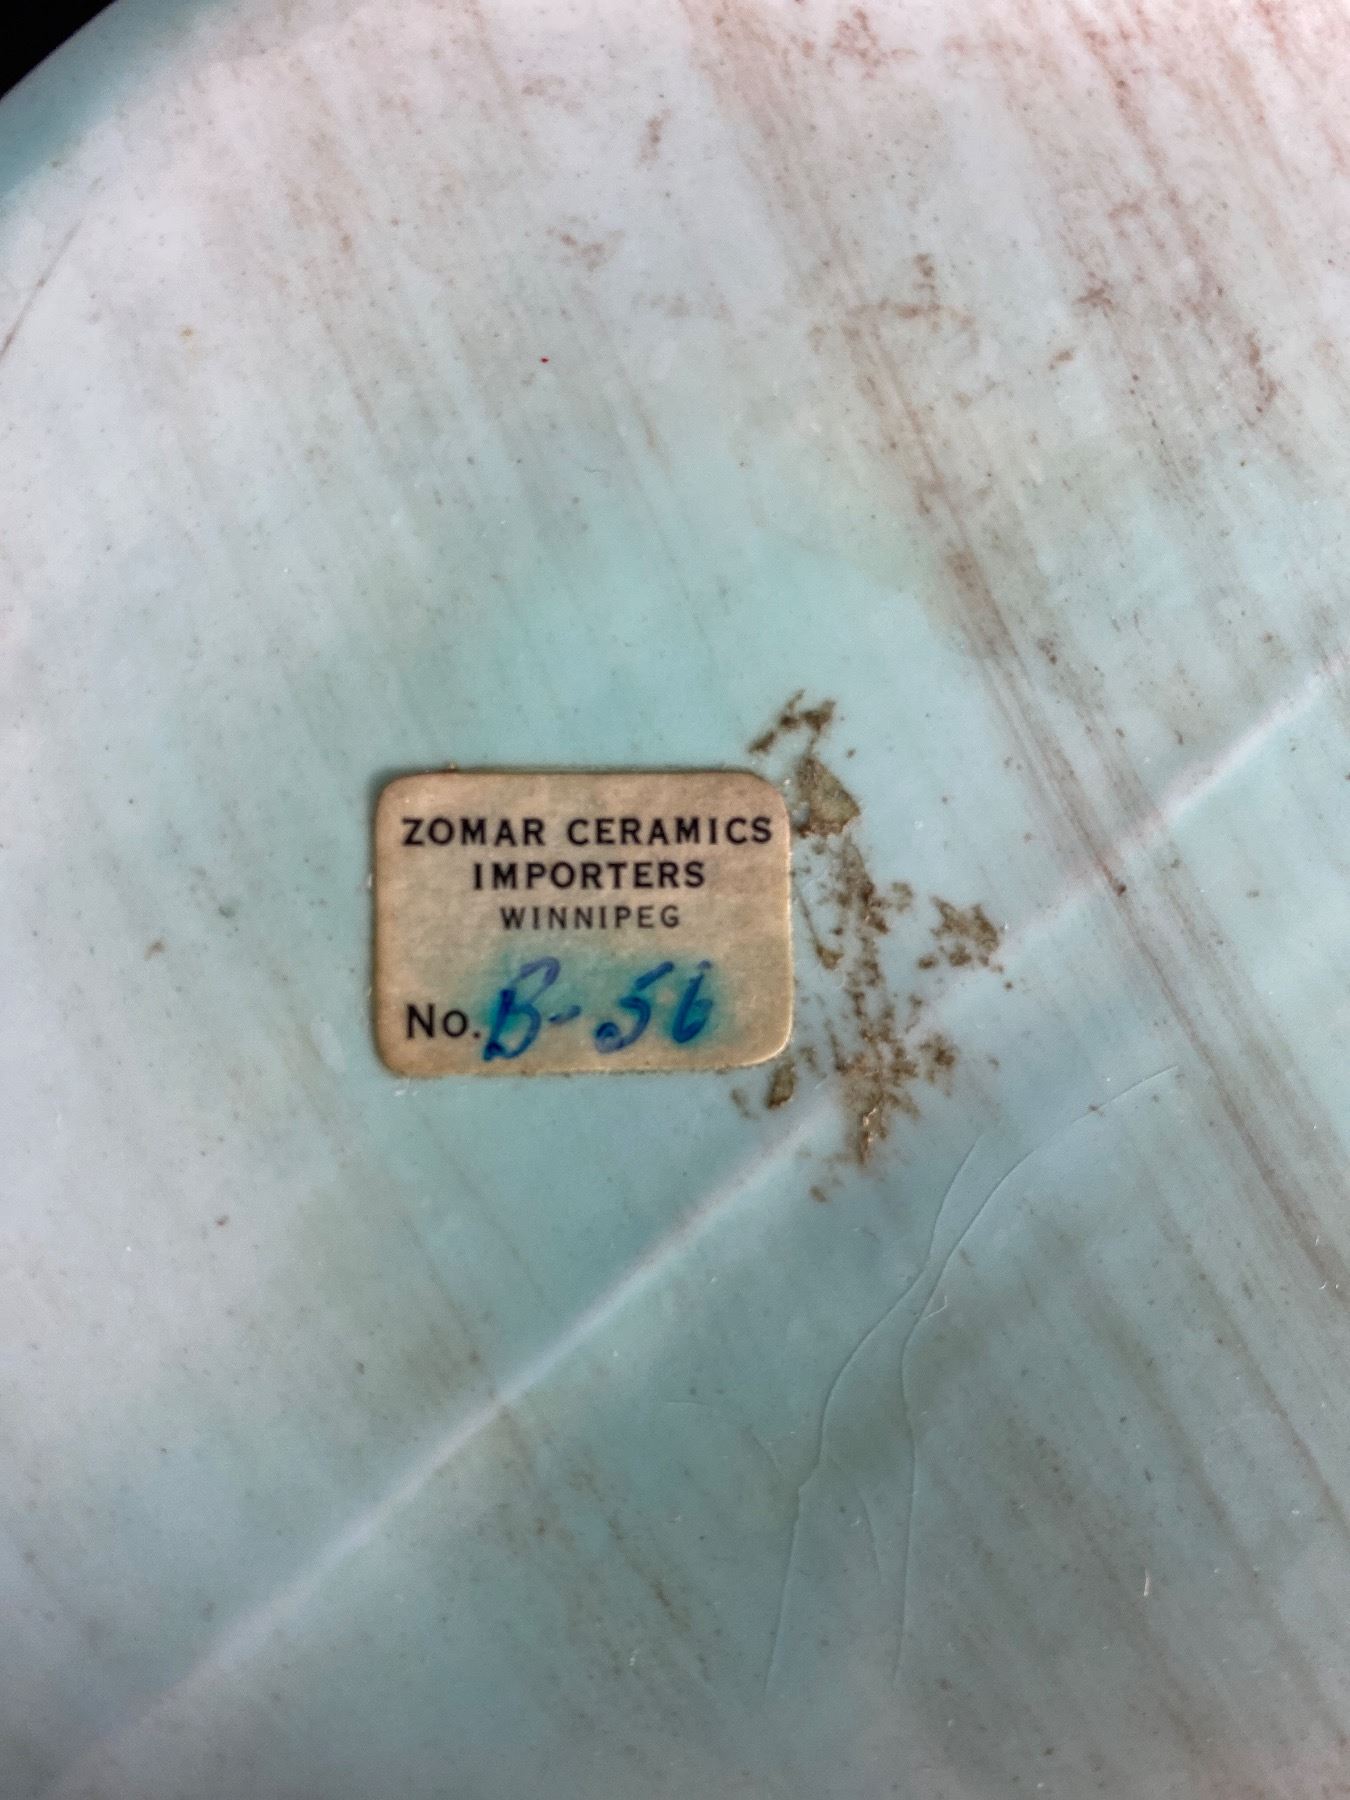 ZOMAR CERAMICS
IMPORTERS
WINNIPEG
No. B-56